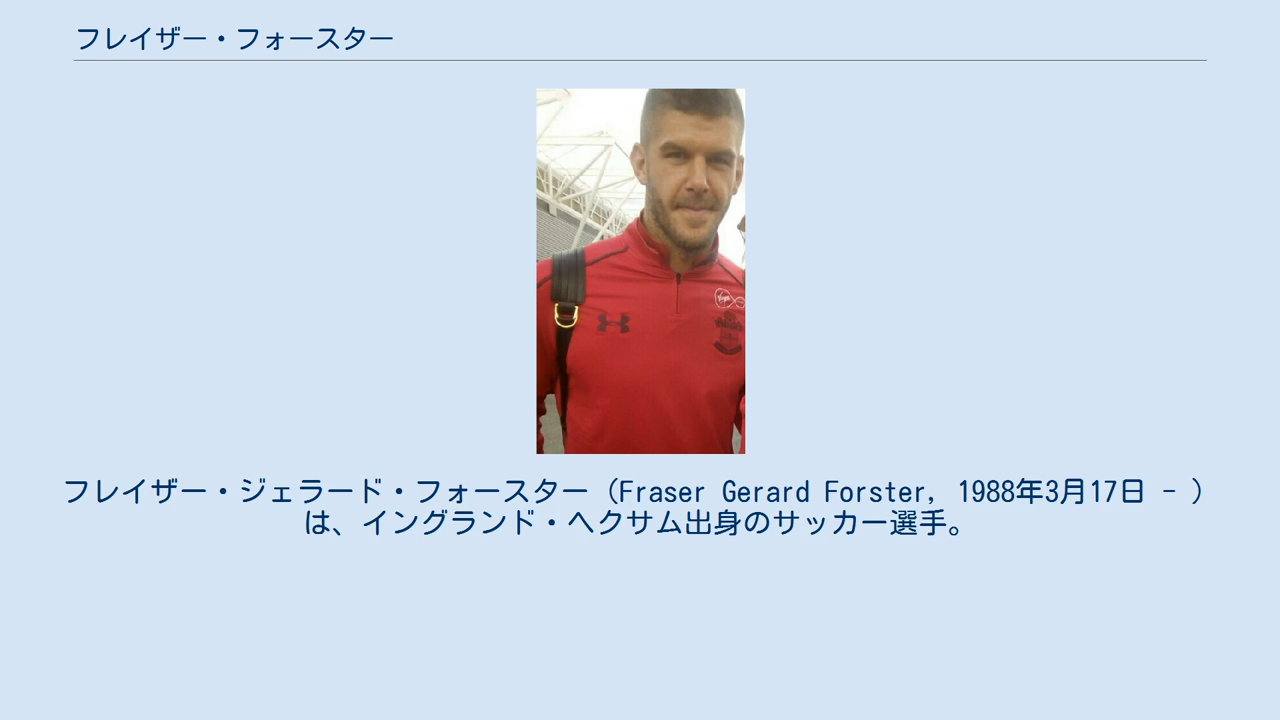 フレイザー・フォースター
フレイザー・ジェラード・フォースター（Fraser Gerard Forster, 1988年3月17日 - ）
は、イングランド・ヘクサム出身のサッカー選手。